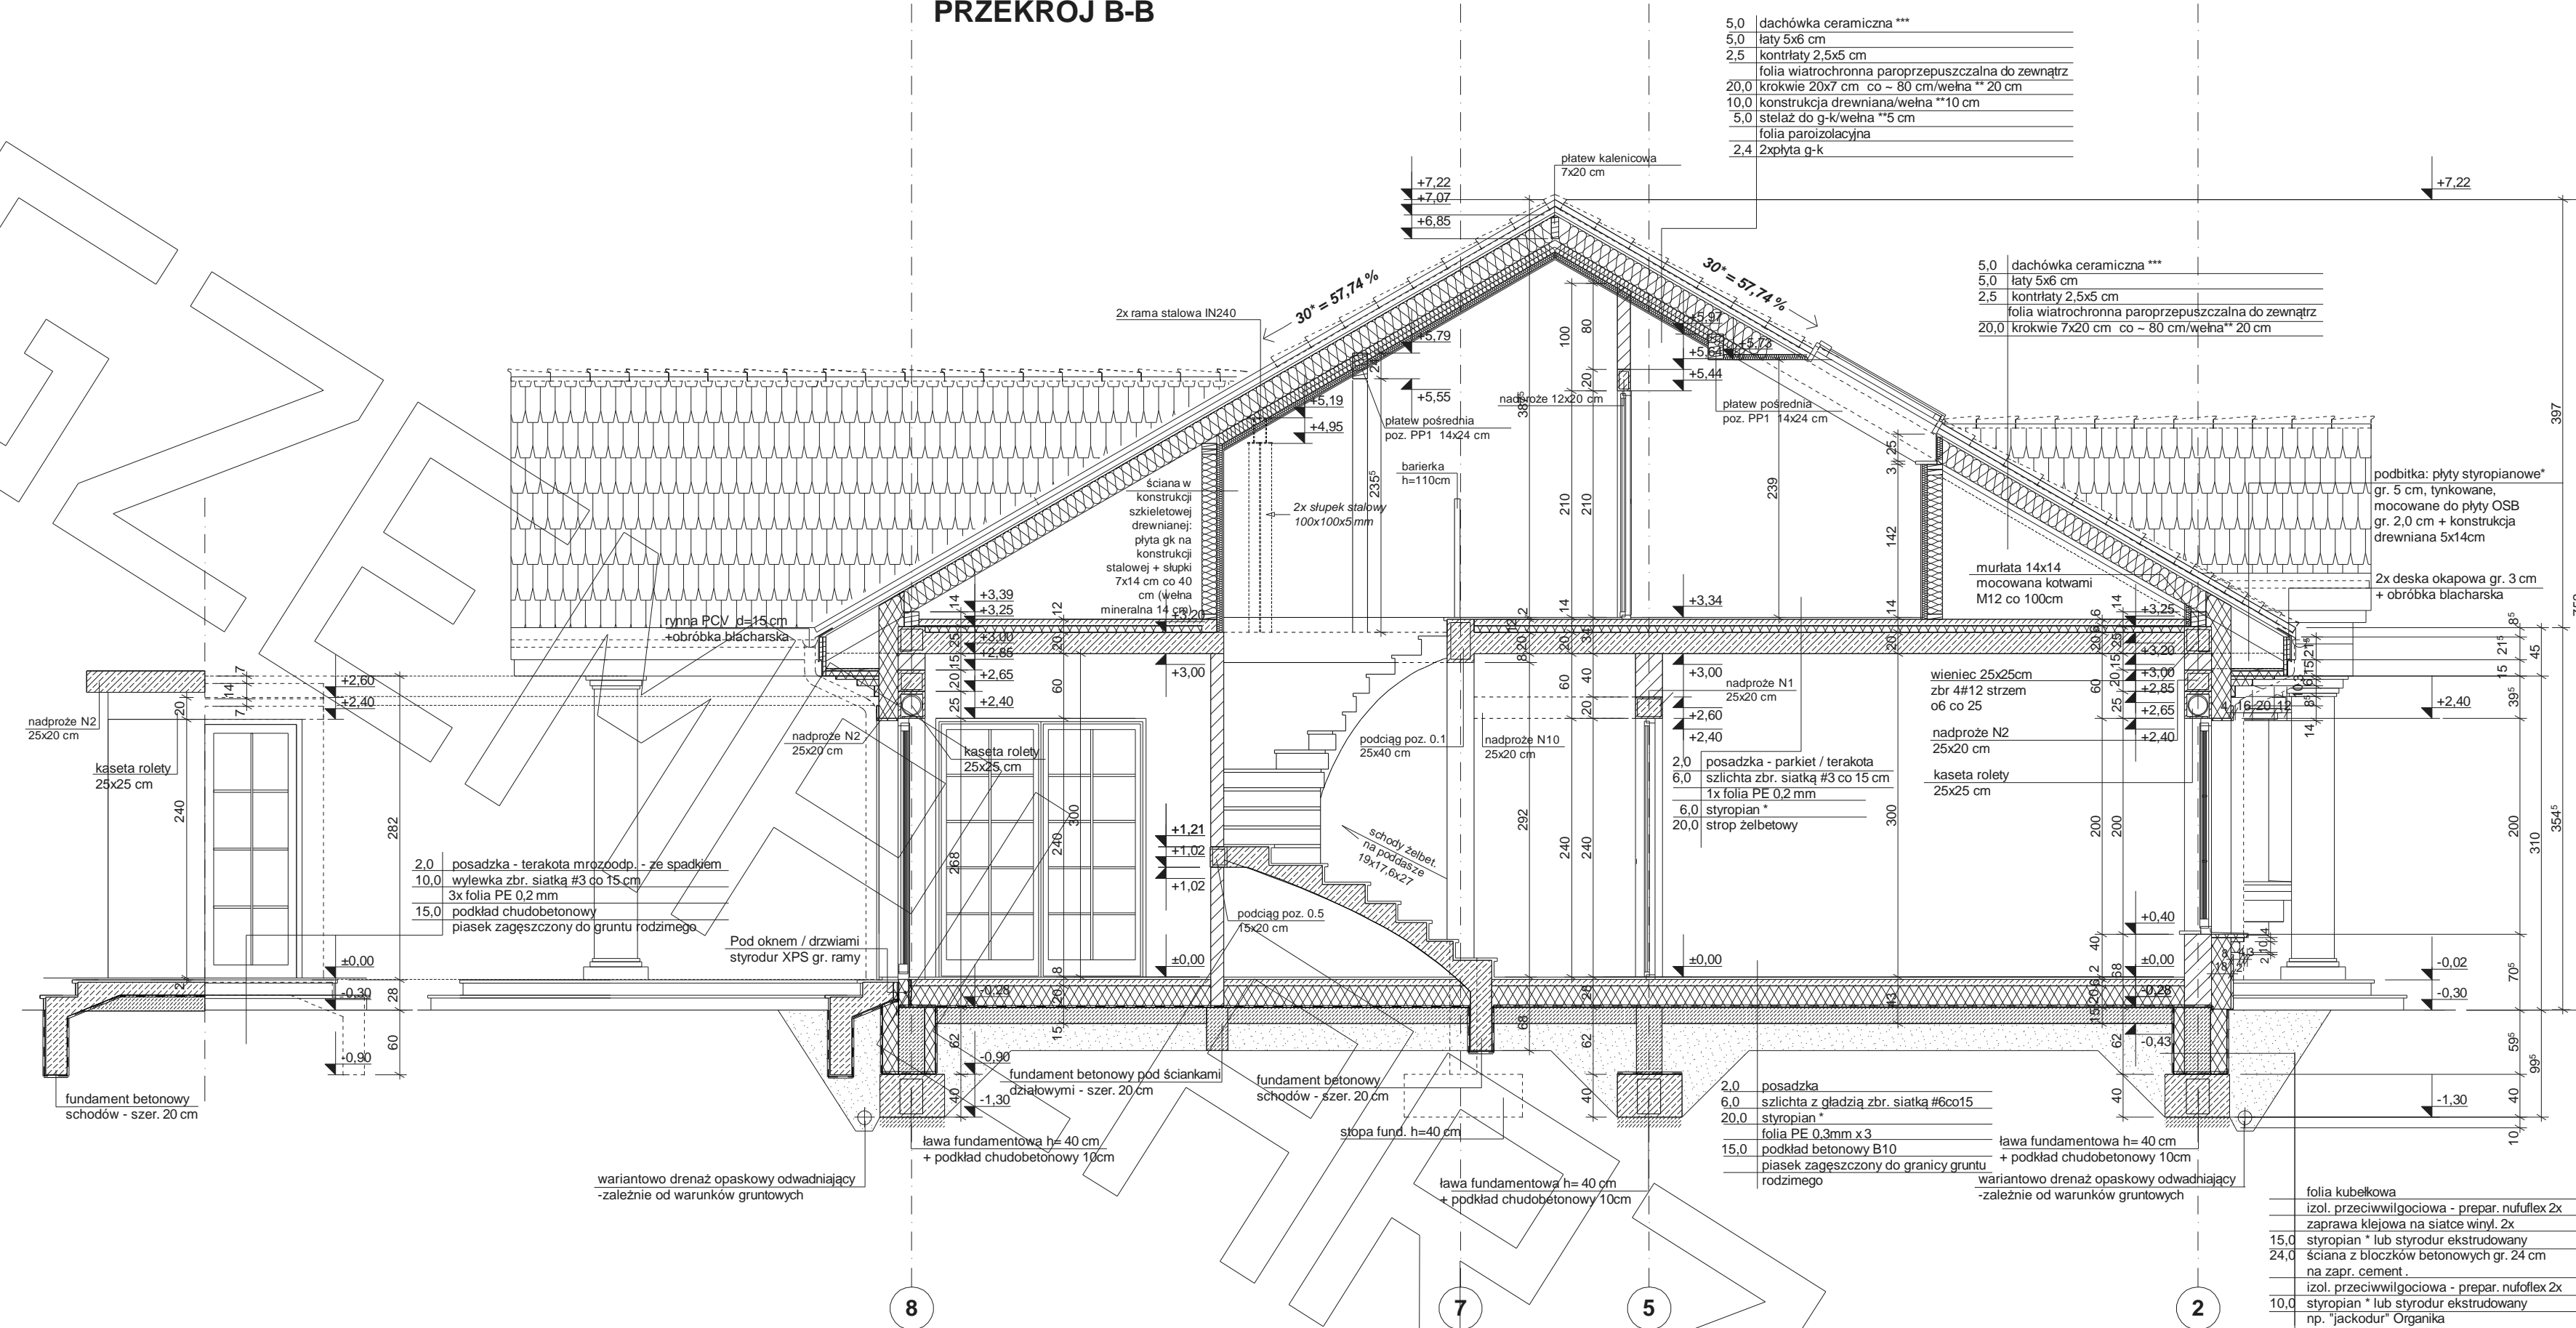 PRZEKRÓJ B-B
5,0 dachówka ceramiczna ***
5,0 łaty 5x6 cm
2,5 kontrłaty 2,5x5 cm
folia wiatrochronna paroprzepuszczalna do zewnątrz
20,0 krokwie 20x7 cm co ~ 80 cm/wełna ** 20 cm
10,0 konstrukcja drewniana/wełna **10 cm
5,0 stelaż do g-k/wełna **5 cm
folia paroizolacyjna
2,4 2xpłyta g-k
płatew kalenicowa
7x20 cm
+7,22
+7,07
+6,85
+7,22
30° = 57,74 %
30° = 57,74 %
5,0 dachówka ceramiczna ***
5,0 łaty 5x6 cm
2,5 kontrłaty 2,5x5 cm
folia wiatrochronna paroprzepuszczalna do zewnątrz
20,0 krokwie 7x20 cm co ~ 80 cm/wełna** 20 cm
2x rama stalowa IN240
+5,97
+5,79
+5,73
+5,64
+5,44
+5,55
+5,19
+4,95
nadproże 12x20 cm
płatew pośrednia
poz. PP1 14x24 cm
płatew pośrednia
poz. PP1 14x24 cm
barierka
h=110cm
ściana w
konstrukcji
szkieletowej
drewnianej:
płyta gk na
konstrukcji
stalowej + słupki
7x14 cm co 40
cm (wełna
mineralna 14 cm)
2x słupek stalowy
100x100x5 mm
podbitka: płyty styropianowe*
gr. 5 cm, tynkowane,
mocowane do płyty OSB
gr. 2,0 cm + konstrukcja
drewniana 5x14cm
2x deska okapowa gr. 3 cm
+ obróbka blacharska
murłata 14x14
mocowana kotwami
M12 co 100cm
rynna PCV d=15 cm
+obróbka blacharska
+3,39
+3,25
+3,00
+2,85
+2,65
+2,40
+3,20
+3,00
+3,34
+3,00
+2,60
+2,40
+3,25
+3,20
+3,00
+2,85
+2,65
+2,40
+2,40
+2,60
+2,40
nadproże N2
25x20 cm
kaseta rolety
25x25 cm
nadproże N2
25x20 cm
kaseta rolety
25x25 cm
podciąg poz. 0.1
25x40 cm
nadproże N10
25x20 cm
nadproże N1
25x20 cm
wieniec 25x25cm
zbr 4#12 strzem
o6 co 25
nadproże N2
25x20 cm
kaseta rolety
25x25 cm
2,0 posadzka - parkiet / terakota
6,0 szlichta zbr. siatką #3 co 15 cm
1x folia PE 0,2 mm
6,0 styropian *
20,0 strop żelbetowy
schody żelbet.
na poddasze
19x17,6x27
+1,21
+1,02
+1,02
podciąg poz. 0.5
15x20 cm
2,0 posadzka - terakota mrozoodp. - ze spadkiem
10,0 wylewka zbr. siatką #3 co 15 cm
3x folia PE 0,2 mm
15,0 podkład chudobetonowy
piasek zagęszczony do gruntu rodzimego
Pod oknem / drzwiami
styrodur XPS gr. ramy
±0,00
-0,30
-0,90
±0,00
-0,28
-0,90
-1,30
±0,00
+0,40
±0,00
-0,28
-0,43
-0,02
-0,30
-1,30
fundament betonowy
schodów - szer. 20 cm
fundament betonowy pod ściankami
działowymi - szer. 20 cm
fundament betonowy
schodów - szer. 20 cm
stopa fund. h=40 cm
ława fundamentowa h= 40 cm
+ podkład chudobetonowy 10cm
ława fundamentowa h= 40 cm
+ podkład chudobetonowy 10cm
ława fundamentowa h= 40 cm
+ podkład chudobetonowy 10cm
wariantowo drenaż opaskowy odwadniający
-zależnie od warunków gruntowych
wariantowo drenaż opaskowy odwadniający
-zależnie od warunków gruntowych
2,0 posadzka
6,0 szlichta z gładzią zbr. siatką #6co15
20,0 styropian *
folia PE 0,3mm x 3
15,0 podkład betonowy B10
piasek zagęszczony do granicy gruntu
rodzimego
folia kubełkowa
izol. przeciwwilgociowa - prepar. nufuflex 2x
zaprawa klejowa na siatce winyl. 2x
15,0 styropian * lub styrodur ekstrudowany
24,0 ściana z bloczków betonowych gr. 24 cm
na zapr. cement .
izol. przeciwwilgociowa - prepar. nufoflex 2x
10,0 styropian * lub styrodur ekstrudowany
np. "jackodur" Organika
8
7
5
2